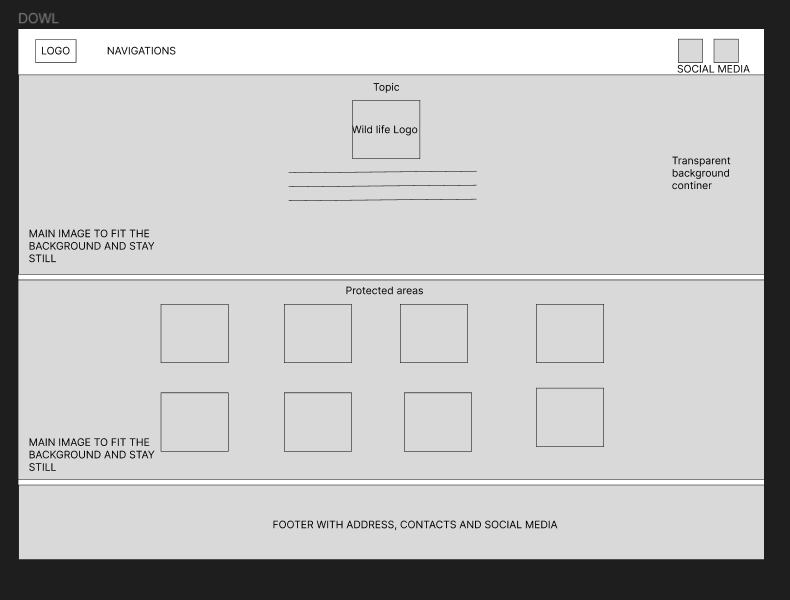 DOWL
LOGO
NAVIGATIONS
SOCIAL MEDIA
Topic
Wild life Logo
Transparent
background
continer
MAIN IMAGE TO FIT THE
BACKGROUND AND STAY
STILL
Protected areas
MAIN IMAGE TO FIT THE
BACKGROUND AND STAY
STILL
FOOTER WITH ADDRESS, CONTACTS AND SOCIAL MEDIA